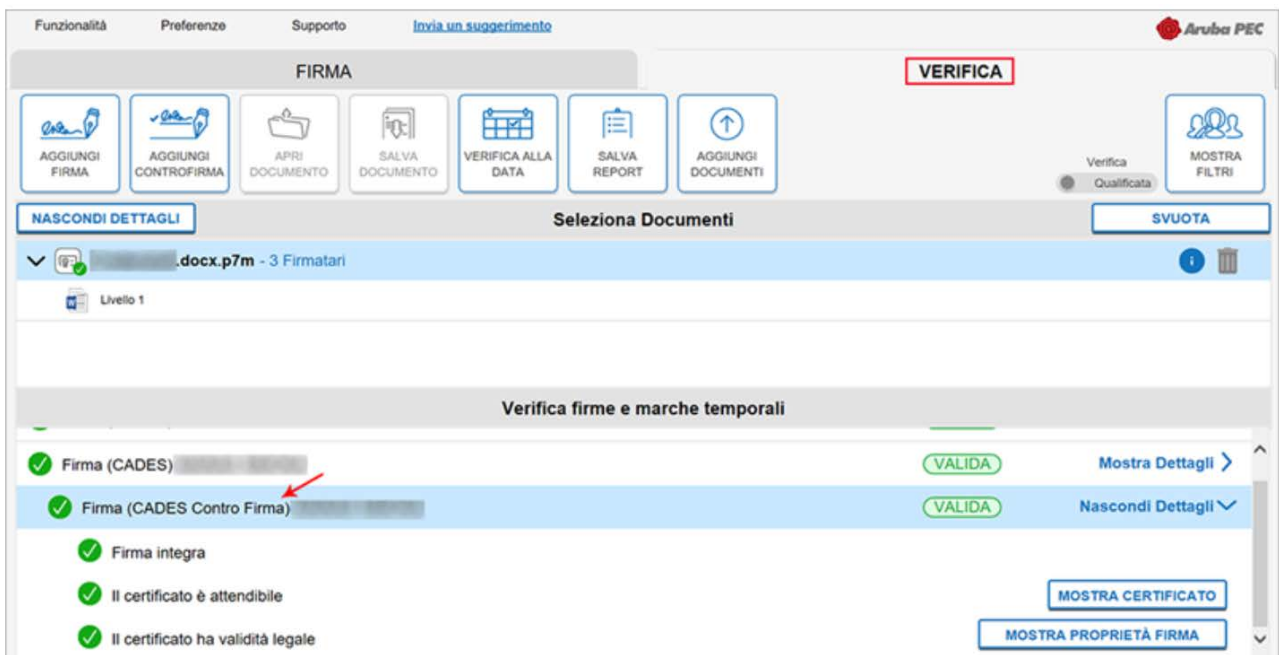 Funzionalità Preferenze Supporto Invia un suggerimento Aruba PEC
FIRMA VERIFICA
AGGIUNGI FIRMA
AGGIUNGI CONTROFIRMA
APRI DOCUMENTO
SALVA DOCUMENTO
VERIFICA ALLA DATA
SALVA REPORT
AGGIUNGI DOCUMENTI
Verifica
Qualificata
MOSTRA FILTRI
NASCONDI DETTAGLI Seleziona Documenti SVUOTA
.docx.p7m - 3 Firmatari
Livello 1
Verifica firme e marche temporali
Firma (CADES) VALIDA Mostra Dettagli
Firma (CADES Contro Firma) VALIDA Nascondi Dettagli
Firma integra
Il certificato è attendibile MOSTRA CERTIFICATO
Il certificato ha validità legale MOSTRA PROPRIETÀ FIRMA